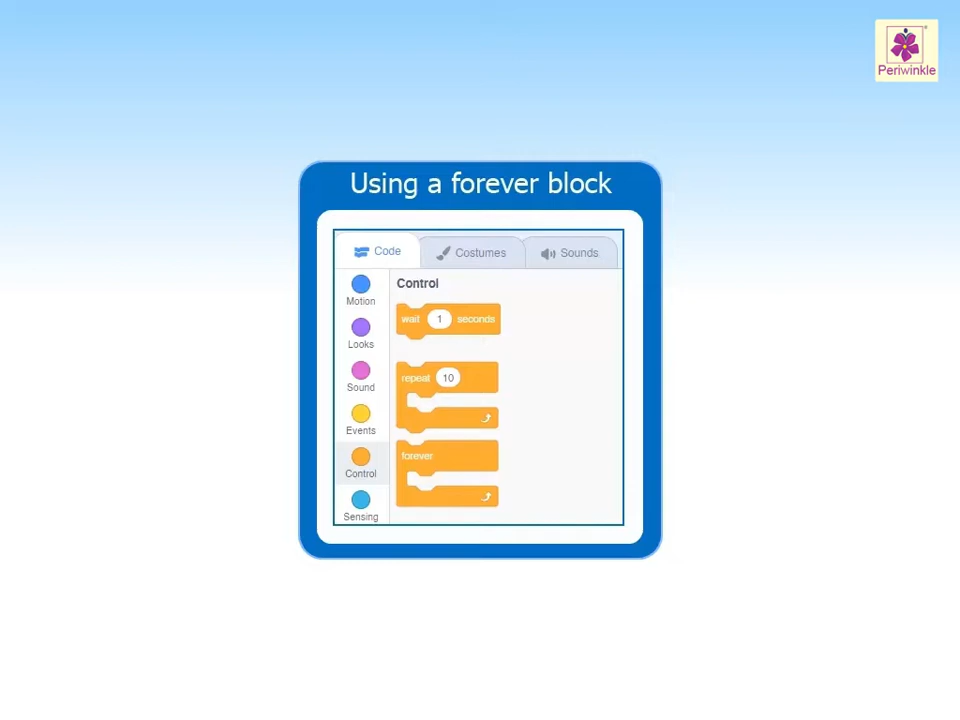 Periwinkle
Using a forever block
Code Costumes Sounds
Motion
Looks
Sound
Events
Control
Sensing
Control
wait 1 seconds
repeat 10
forever